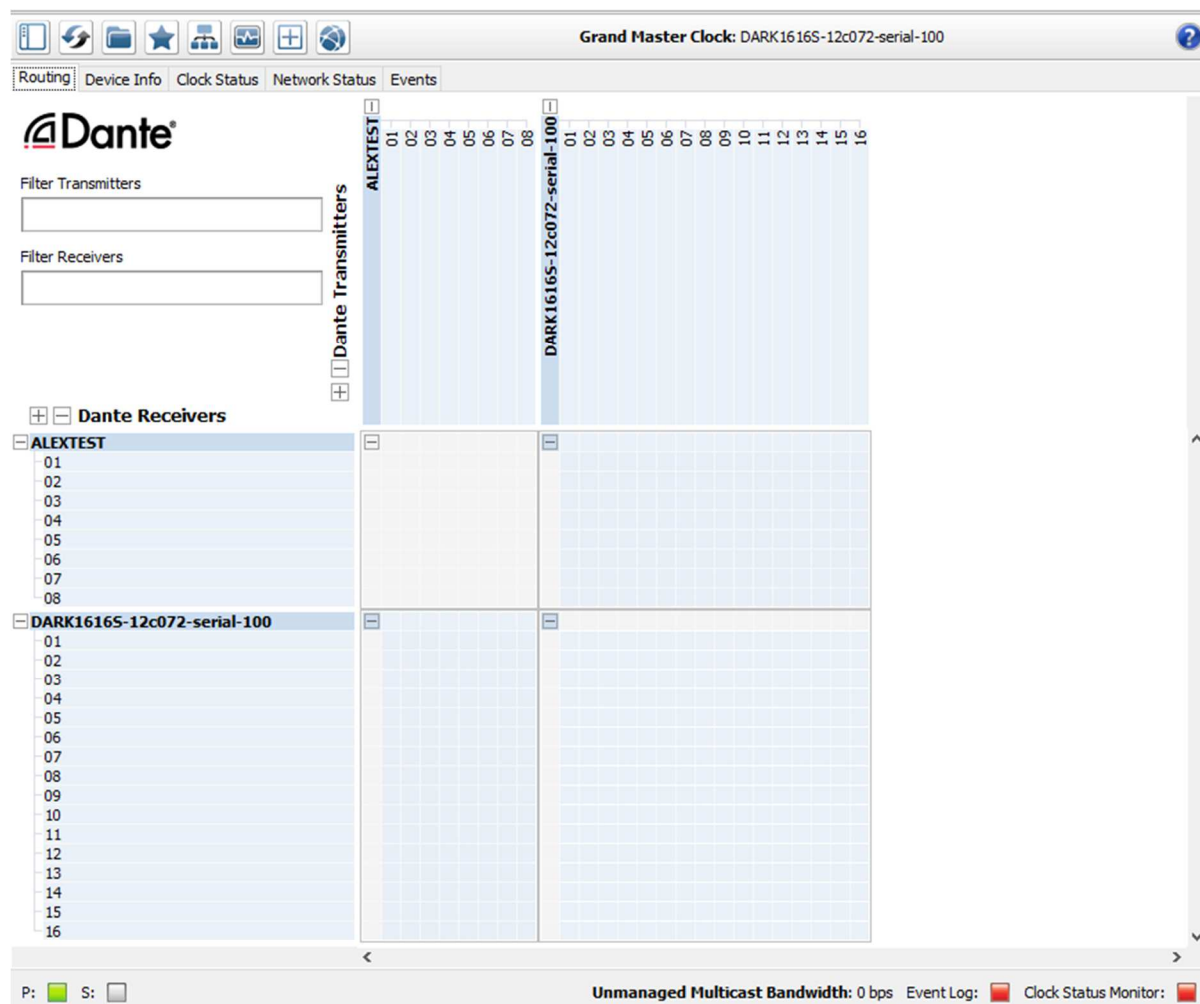 Grand Master Clock: DARK1616S-12c072-serial-100
Routing Device Info Clock Status Network Status Events
Dante®
Filter Transmitters
Filter Receivers
Dante Transmitters
ALEXTEST
01 02 03 04 05 06 07 08
DARK1616S-12c072-serial-100
01 02 03 04 05 06 07 08 09 10 11 12 13 14 15 16
Dante Receivers
ALEXTEST
01
02
03
04
05
06
07
08
DARK1616S-12c072-serial-100
01
02
03
04
05
06
07
08
09
10
11
12
13
14
15
16
P: S: Unmanaged Multicast Bandwidth: 0 bps Event Log: Clock Status Monitor: